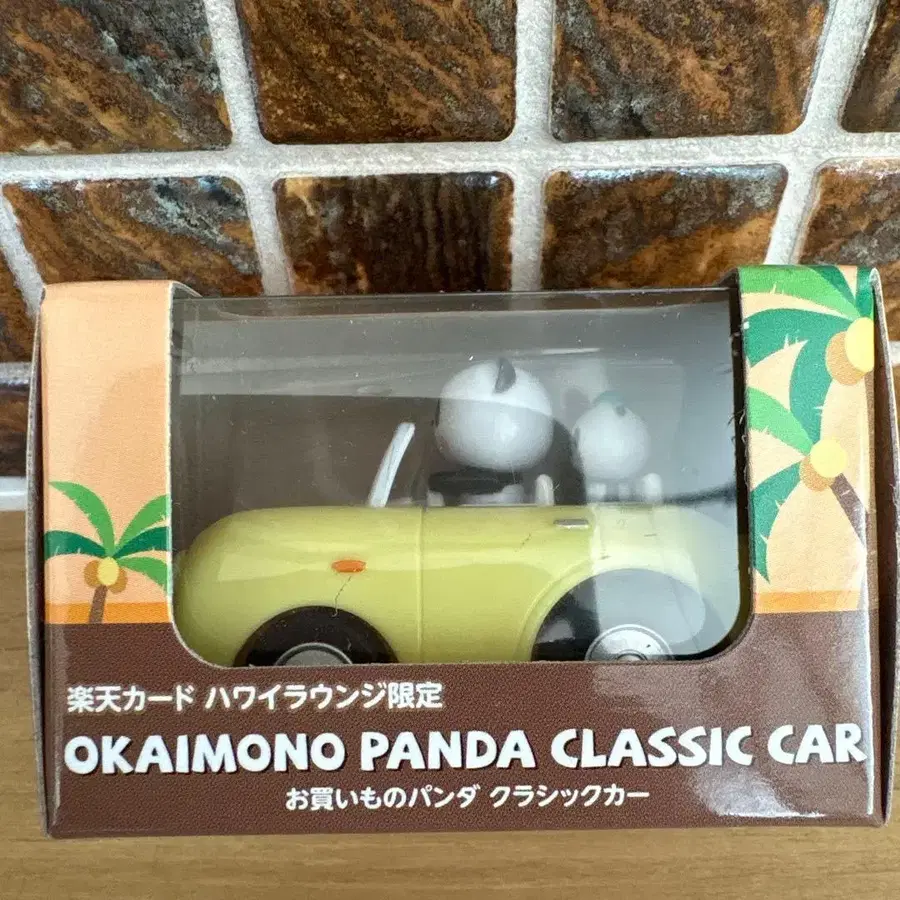 楽天カード ハワイラウンジ限定
OKAIMONO PANDA CLASSIC CAR
お買いものパンダ クラシックカー